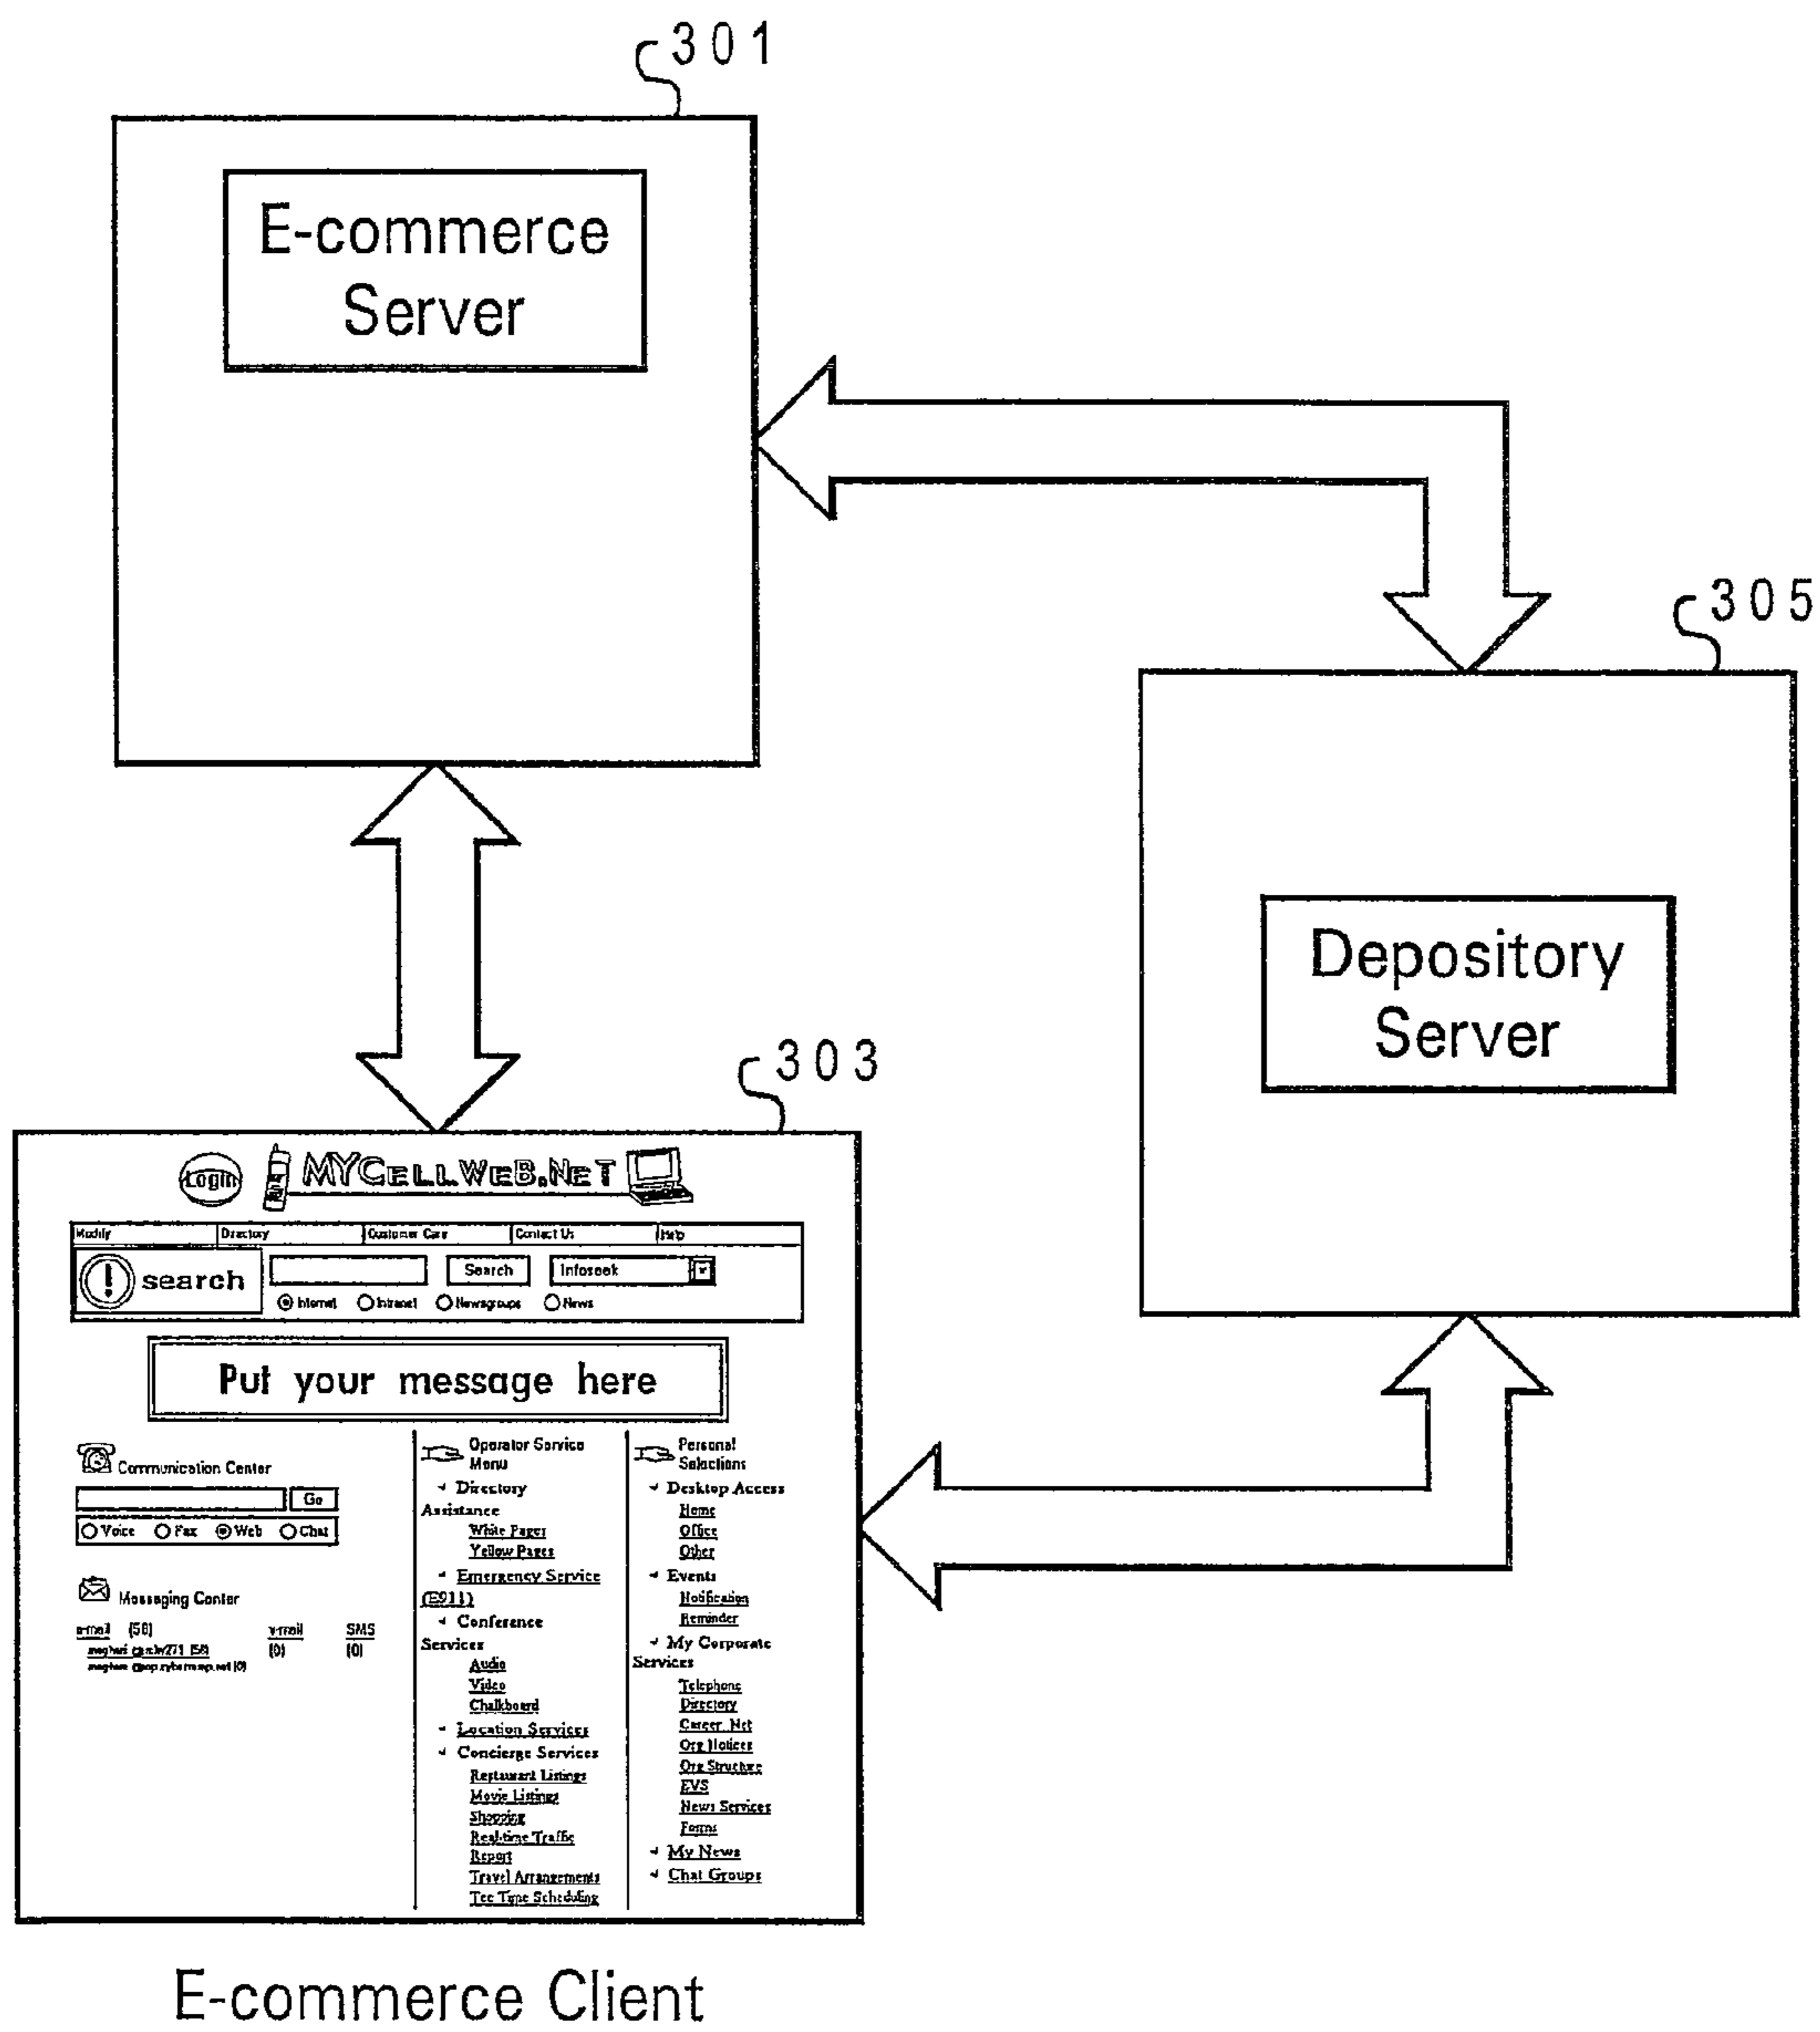 301
E-commerce
Server
305
Depository
Server
303
Login
MYCELLWEB.NET
Modify Directory Customer Care Contact Us Help
search
Search Infoseek
Internet Intranet Newsgroups News
Put your message here
Communication Center
Go
Voice Fax Web Chat
Messaging Center
e-mail (58) v-mail SMS
(0) (0)
Operator Service
Menu
Directory
Assistance
White Pages
Yellow Pages
Emergency Service
(E911)
Conference
Services
Audio
Video
Chalkboard
Location Services
Concierge Services
Restaurant Listings
Movie Listings
Shopping
Real-time Traffic
Report
Travel Arrangements
Tee Time Scheduling
Personal
Selections
Desktop Access
Home
Office
Other
Events
Notification
Reminder
My Corporate
Services
Telephone
Directory
Career Net
Org Notices
Org Structure
EVS
News Services
Forms
My News
Chat Groups
E-commerce Client